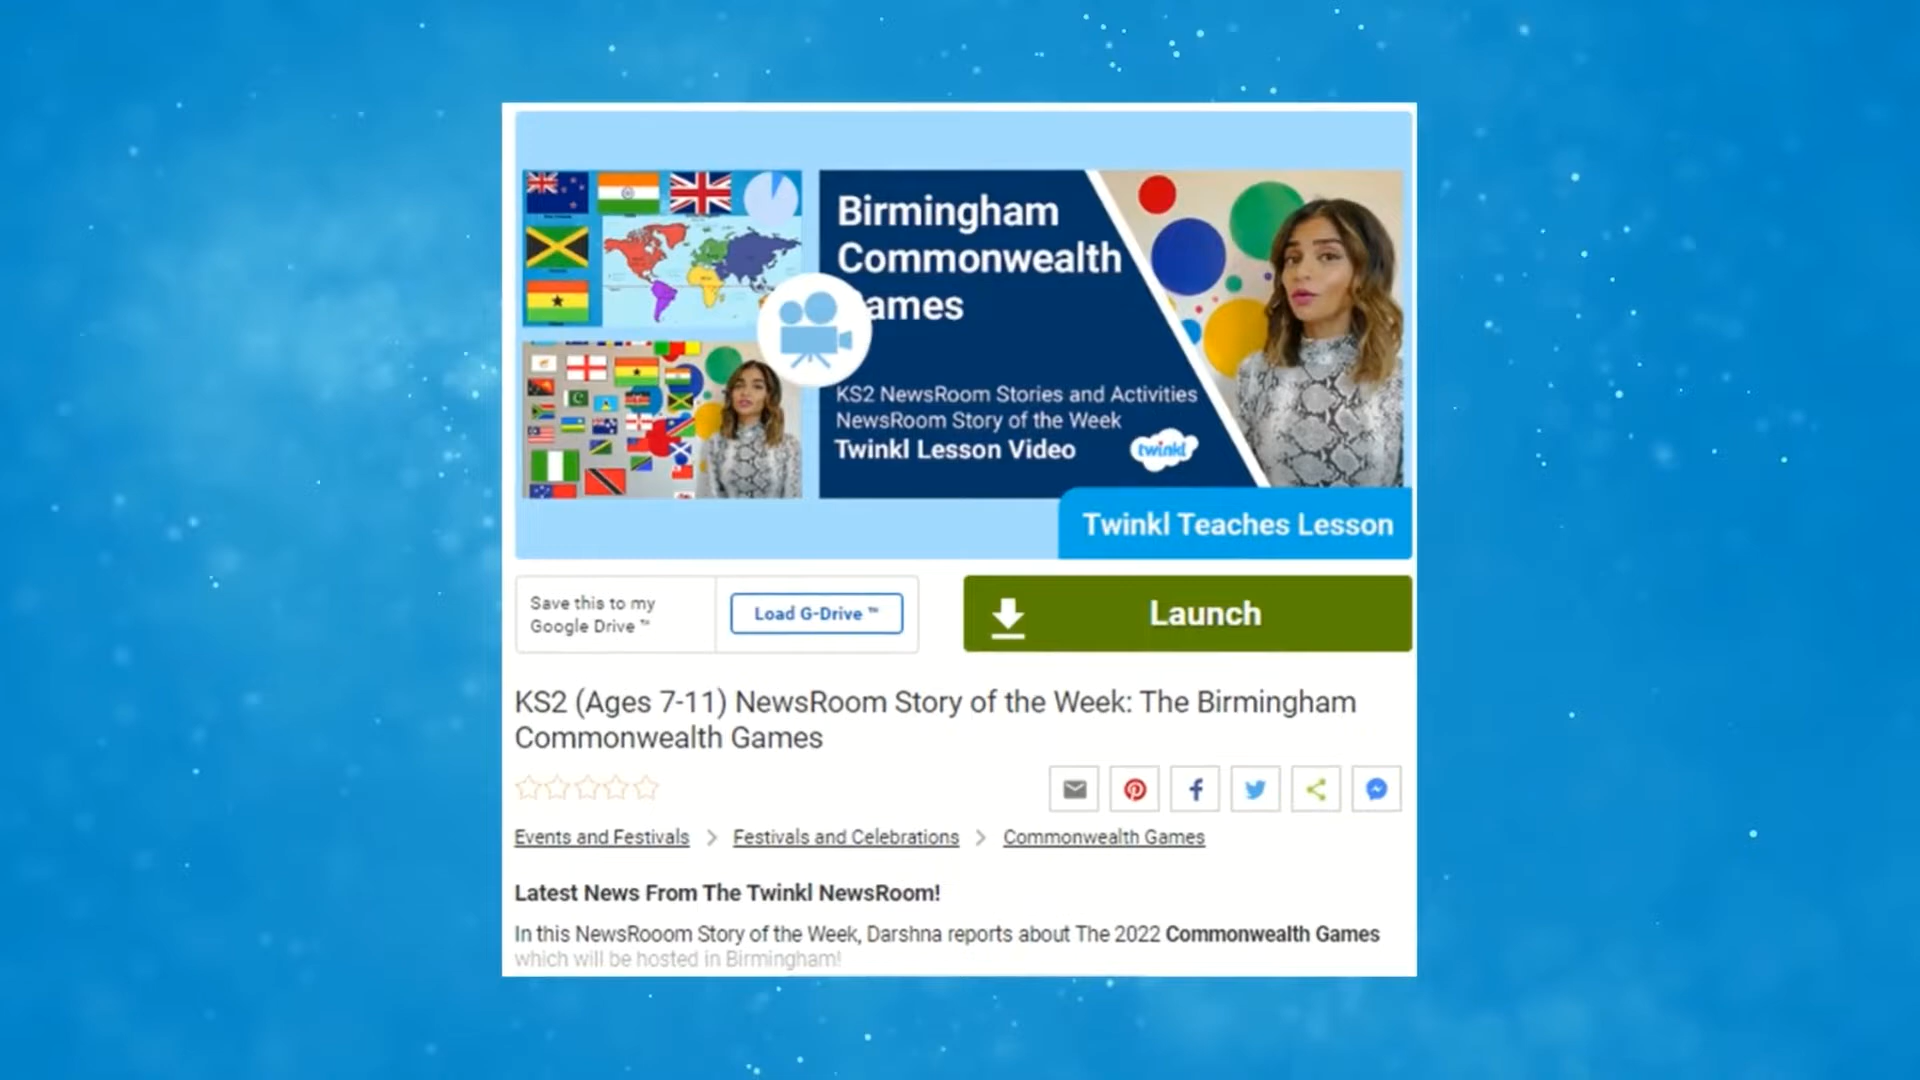 Birmingham
Commonwealth
ames
KS2 NewsRoom Stories and Activities
NewsRoom Story of the Week
Twinkl Lesson Video
twinkl
Twinkl Teaches Lesson
Save this to my
Google Drive ™
Load G-Drive ™
Launch
KS2 (Ages 7-11) NewsRoom Story of the Week: The Birmingham
Commonwealth Games
Events and Festivals > Festivals and Celebrations > Commonwealth Games
Latest News From The Twinkl NewsRoom!
In this NewsRooom Story of the Week, Darshna reports about The 2022 Commonwealth Games
which will be hosted in Birmingham!